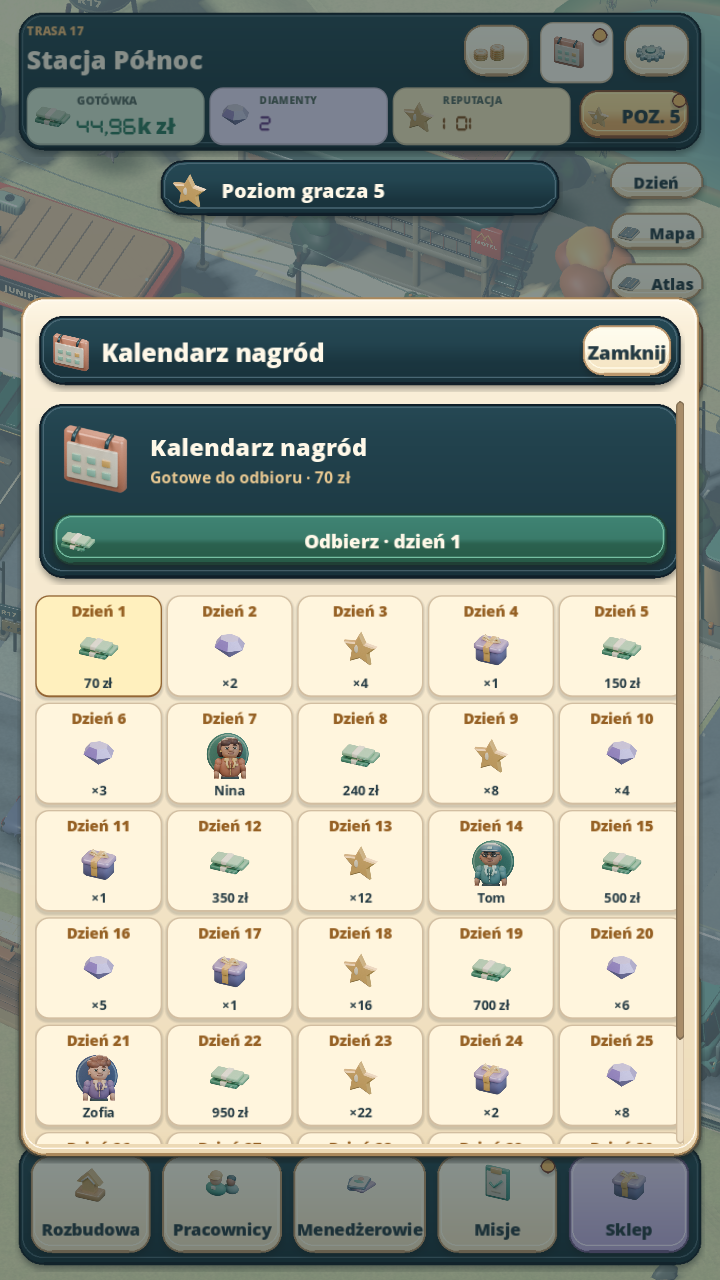 TRASA 17
Stacja Północ
GOTÓWKA
44,96k zł
DIAMENTY
2
REPUTACJA
101
POZ. 5
Poziom gracza 5
Dzień
Mapa
Atlas
Kalendarz nagród
Zamknij
Kalendarz nagród
Gotowe do odbioru · 70 zł
Odbierz · dzień 1
Dzień 1
Dzień 2
Dzień 3
Dzień 4
Dzień 5
70 zł
×2
×4
×1
150 zł
Dzień 6
Dzień 7
Dzień 8
Dzień 9
Dzień 10
×3
Nina
240 zł
×8
×4
Dzień 11
Dzień 12
Dzień 13
Dzień 14
Dzień 15
×1
350 zł
×12
Tom
500 zł
Dzień 16
Dzień 17
Dzień 18
Dzień 19
Dzień 20
×5
×1
×16
700 zł
×6
Dzień 21
Dzień 22
Dzień 23
Dzień 24
Dzień 25
Zofia
950 zł
×22
×2
×8
Rozbudowa
Pracownicy
Menedżerowie
Misje
Sklep